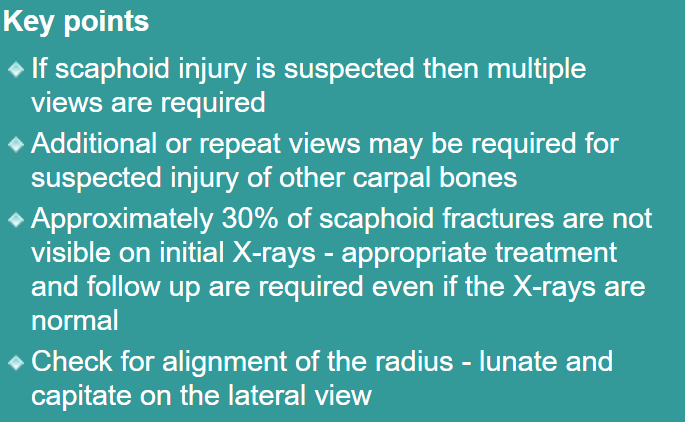 Key points
If scaphoid injury is suspected then multiple
views are required
Additional or repeat views may be required for
suspected injury of other carpal bones
Approximately 30% of scaphoid fractures are not
visible on initial X-rays - appropriate treatment
and follow up are required even if the X-rays are
normal
Check for alignment of the radius - lunate and
capitate on the lateral view